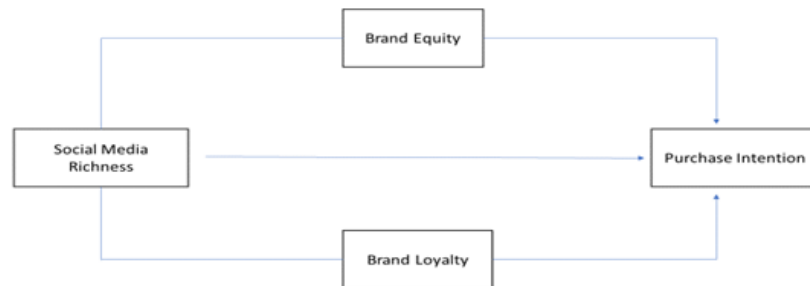 Brand Equity
Social Media
Richness
Purchase Intention
Brand Loyalty